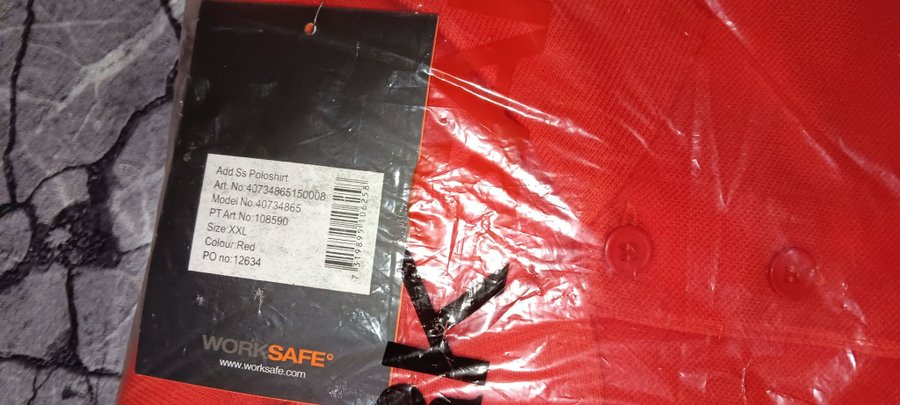 Add Ss Poloshirt
Art. No:40734865150008
Model No:40734865
PT Art.No:108590
Size:XXL
Colour:Red
PO no:12634
7319895106258
WORKSAFE®
www.worksafe.com